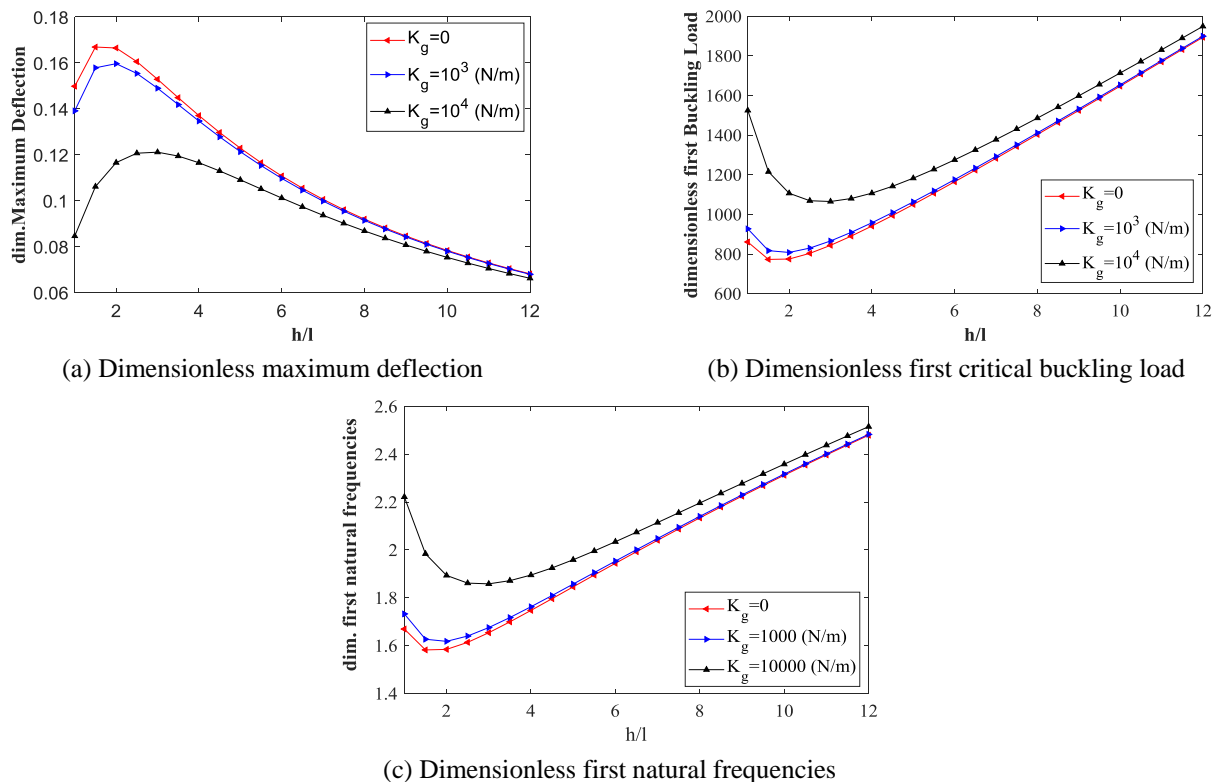 0.18
0.16
0.14
0.12
0.1
0.08
0.06
2 4 6 8 10 12
h/l
dim.Maximum Deflection
K_g=0
K_g=10^3 (N/m)
K_g=10^4 (N/m)
(a) Dimensionless maximum deflection
2000
1800
1600
1400
1200
1000
800
600
2 4 6 8 10 12
h/l
dimensionless first Buckling Load
K_g=0
K_g=10^3 (N/m)
K_g=10^4 (N/m)
(b) Dimensionless first critical buckling load
2.6
2.4
2.2
2
1.8
1.6
1.4
2 4 6 8 10 12
h/l
dim. first natural frequencies
K_g=0
K_g=1000 (N/m)
K_g=10000 (N/m)
(c) Dimensionless first natural frequencies